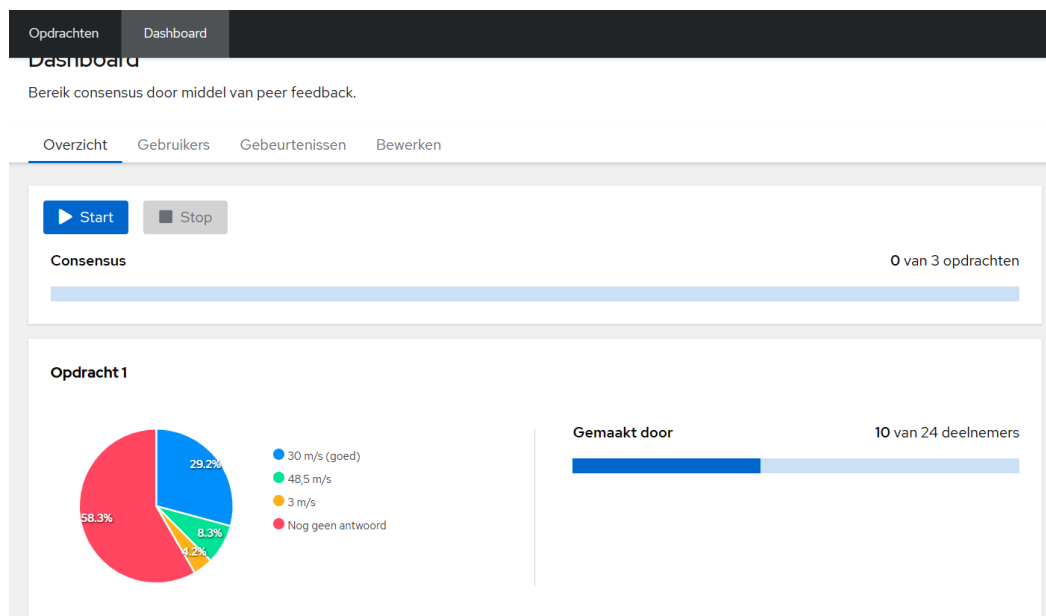 Opdrachten Dashboard
Dashboard
Bereik consensus door middel van peer feedback.
Overzicht Gebruikers Gebeurtenissen Bewerken
Start Stop
Consensus 0 van 3 opdrachten
Opdracht 1
Gemaakt door 10 van 24 deelnemers
29.2%
58.3%
8.3%
4.2%
30 m/s (goed)
48,5 m/s
3 m/s
Nog geen antwoord